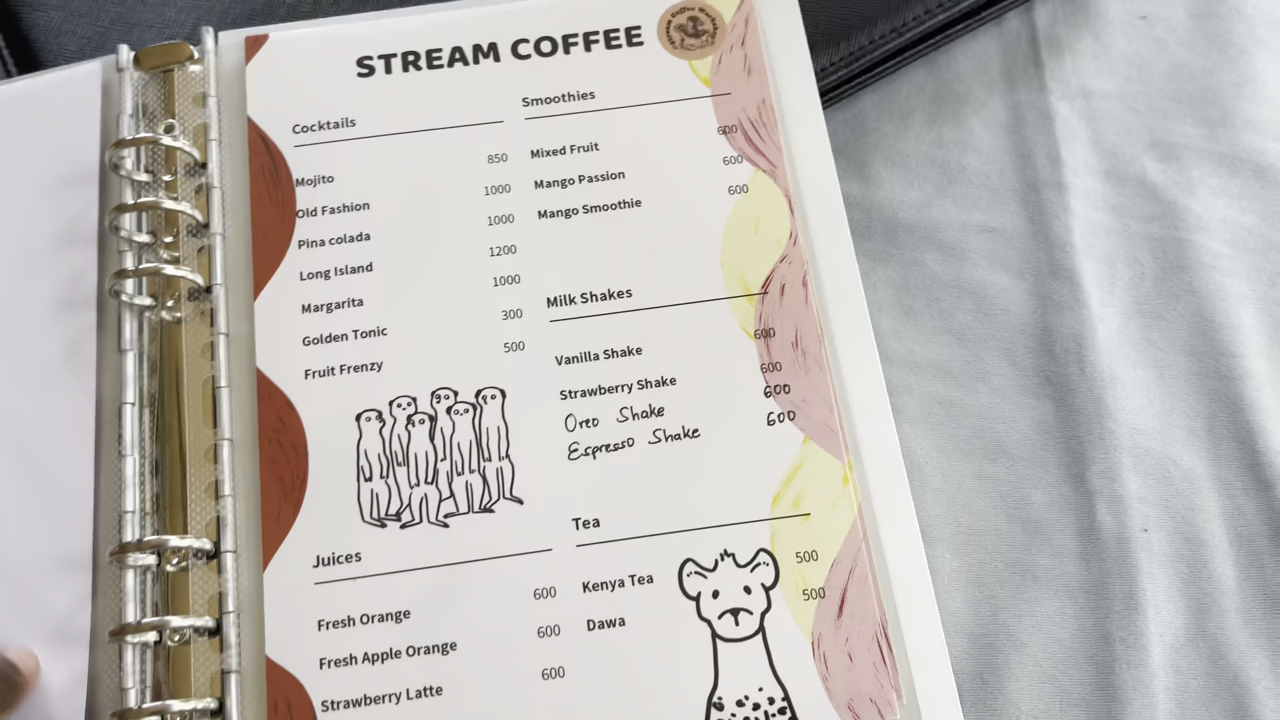 STREAM COFFEE
Cocktails
Mojito 850
Old Fashion 1000
Pina colada 1000
Long Island 1200
Margarita 1000
Golden Tonic 300
Fruit Frenzy 500
Smoothies
Mixed Fruit 600
Mango Passion 600
Mango Smoothie 600
Milk Shakes
Vanilla Shake 600
Strawberry Shake 600
Oreo Shake 600
Espresso Shake 600
Juices
Fresh Orange 600
Fresh Apple Orange 600
Strawberry Latte 600
Tea
Kenya Tea 500
Dawa 500